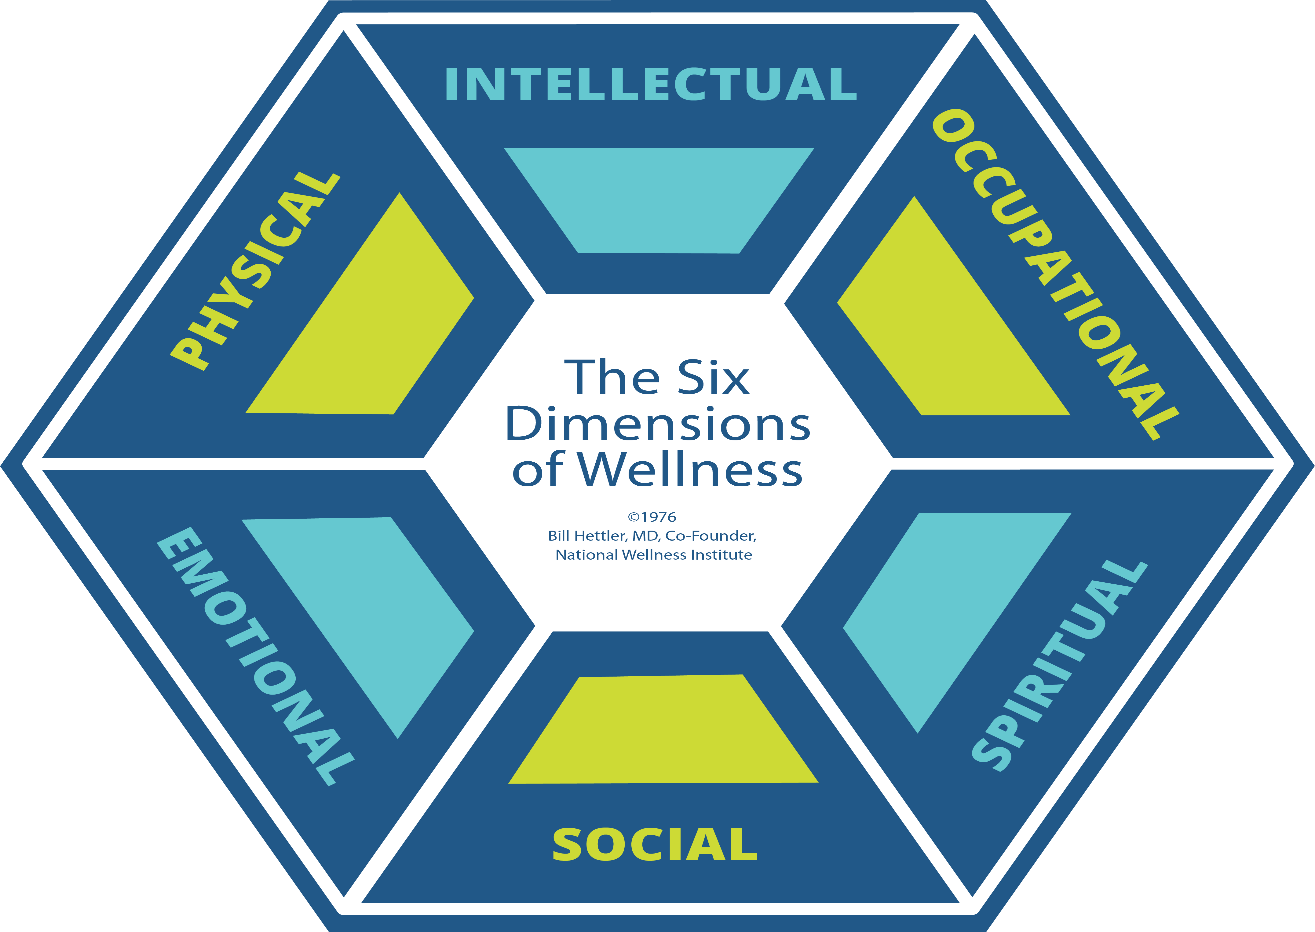 INTELLECTUAL
OCCUPATIONAL
PHYSICAL
The Six
Dimensions
of Wellness
©1976
Bill Hettler, MD, Co-Founder,
National Wellness Institute
EMOTIONAL
SPIRITUAL
SOCIAL